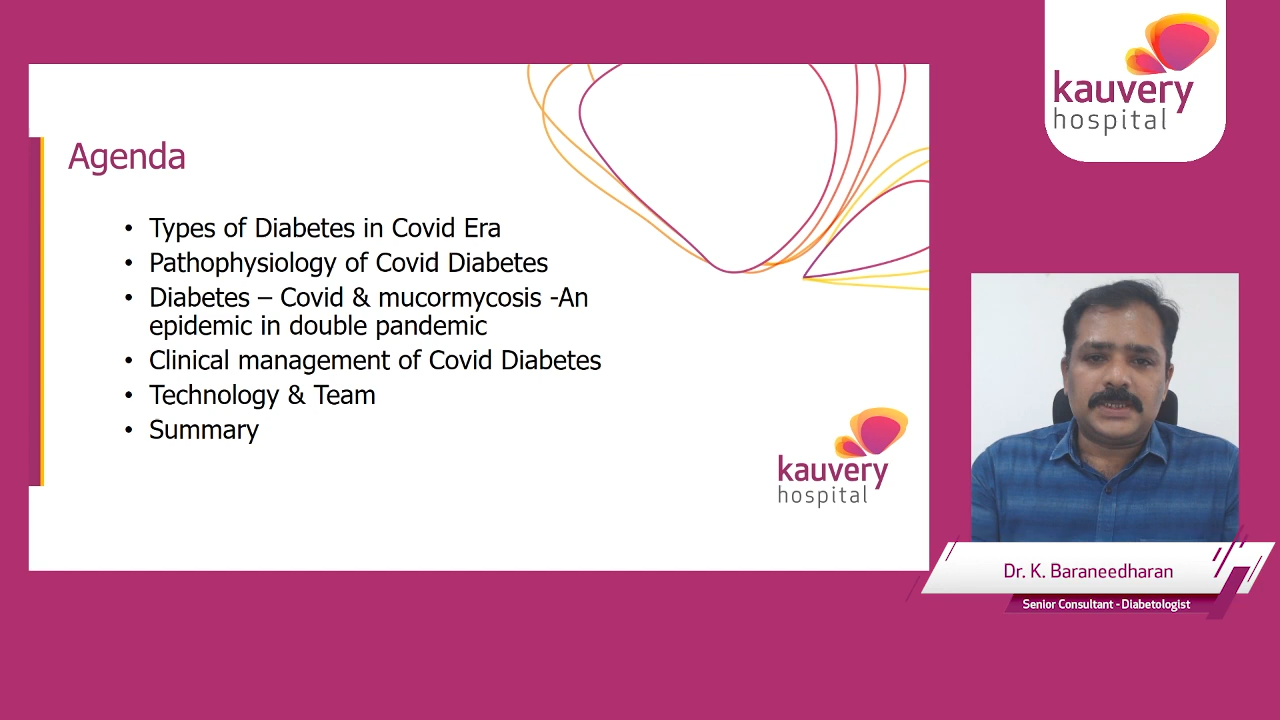 Agenda
• Types of Diabetes in Covid Era
• Pathophysiology of Covid Diabetes
• Diabetes – Covid & mucormycosis -An
epidemic in double pandemic
• Clinical management of Covid Diabetes
• Technology & Team
• Summary
kauvery
hospital
kauvery
hospital
Dr. K. Baraneedharan
Senior Consultant - Diabetologist